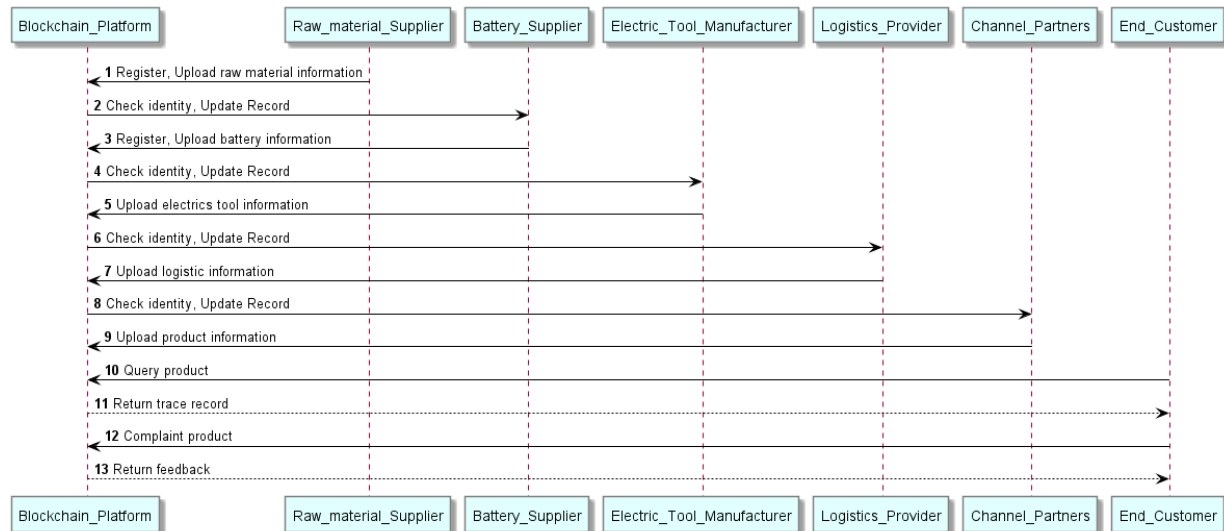 Blockchain_Platform Raw_material_Supplier Battery_Supplier Electric_Tool_Manufacturer Logistics_Provider Channel_Partners End_Customer
1 Register, Upload raw material information
2 Check identity, Update Record
3 Register, Upload battery information
4 Check identity, Update Record
5 Upload electrics tool information
6 Check identity, Update Record
7 Upload logistic information
8 Check identity, Update Record
9 Upload product information
10 Query product
11 Return trace record
12 Complaint product
13 Return feedback
Blockchain_Platform Raw_material_Supplier Battery_Supplier Electric_Tool_Manufacturer Logistics_Provider Channel_Partners End_Customer